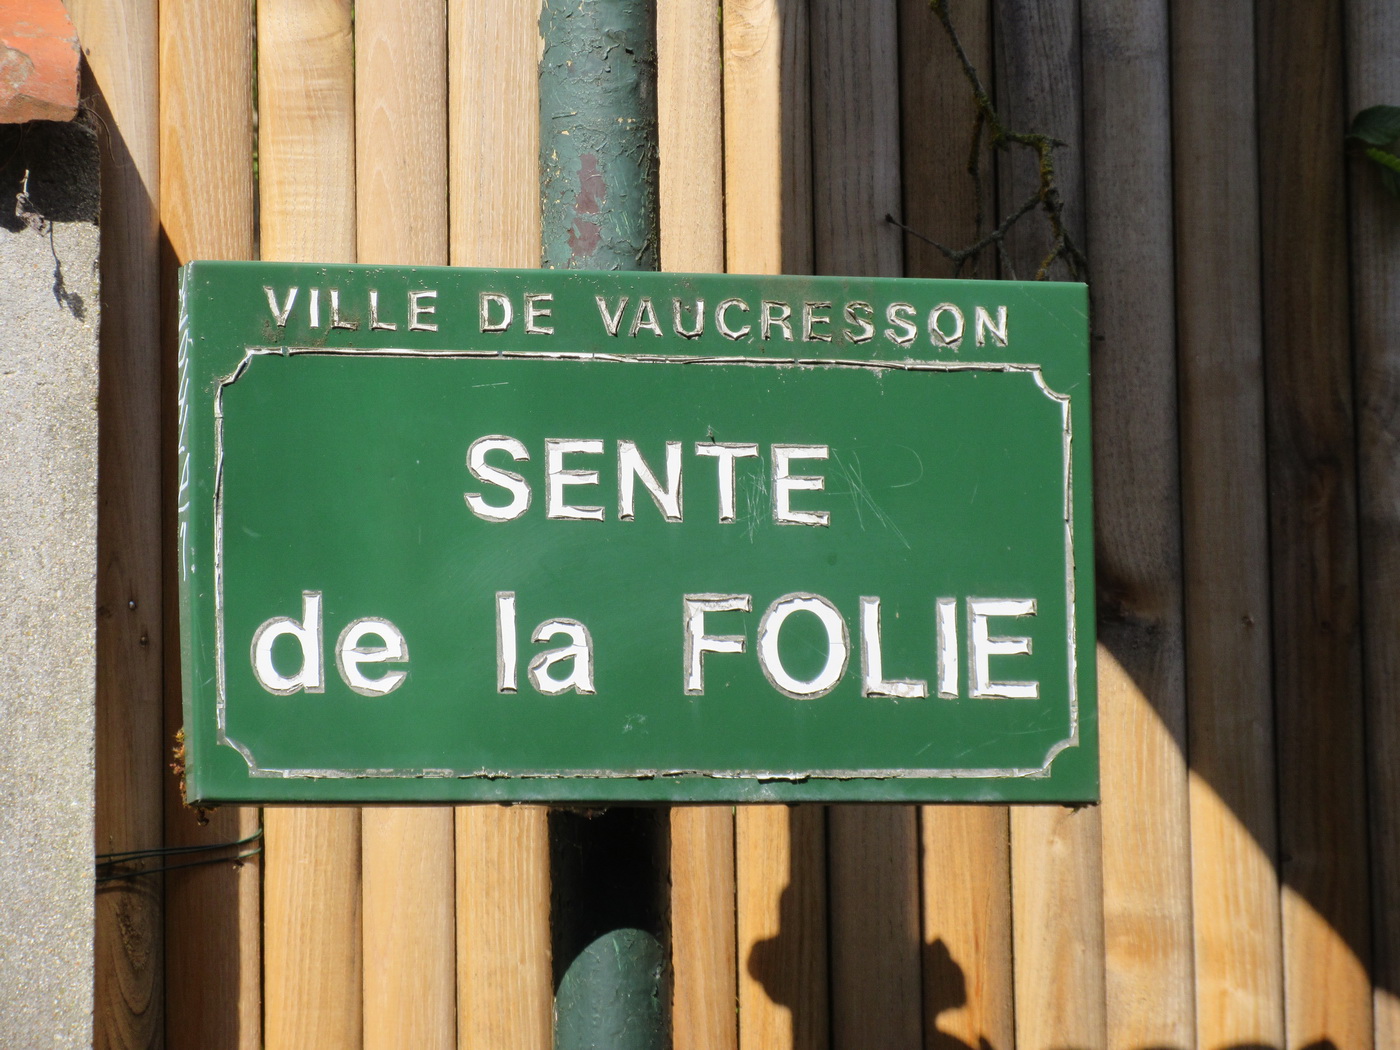 VILLE DE VAUCRESSON
SENTE
de la FOLIE